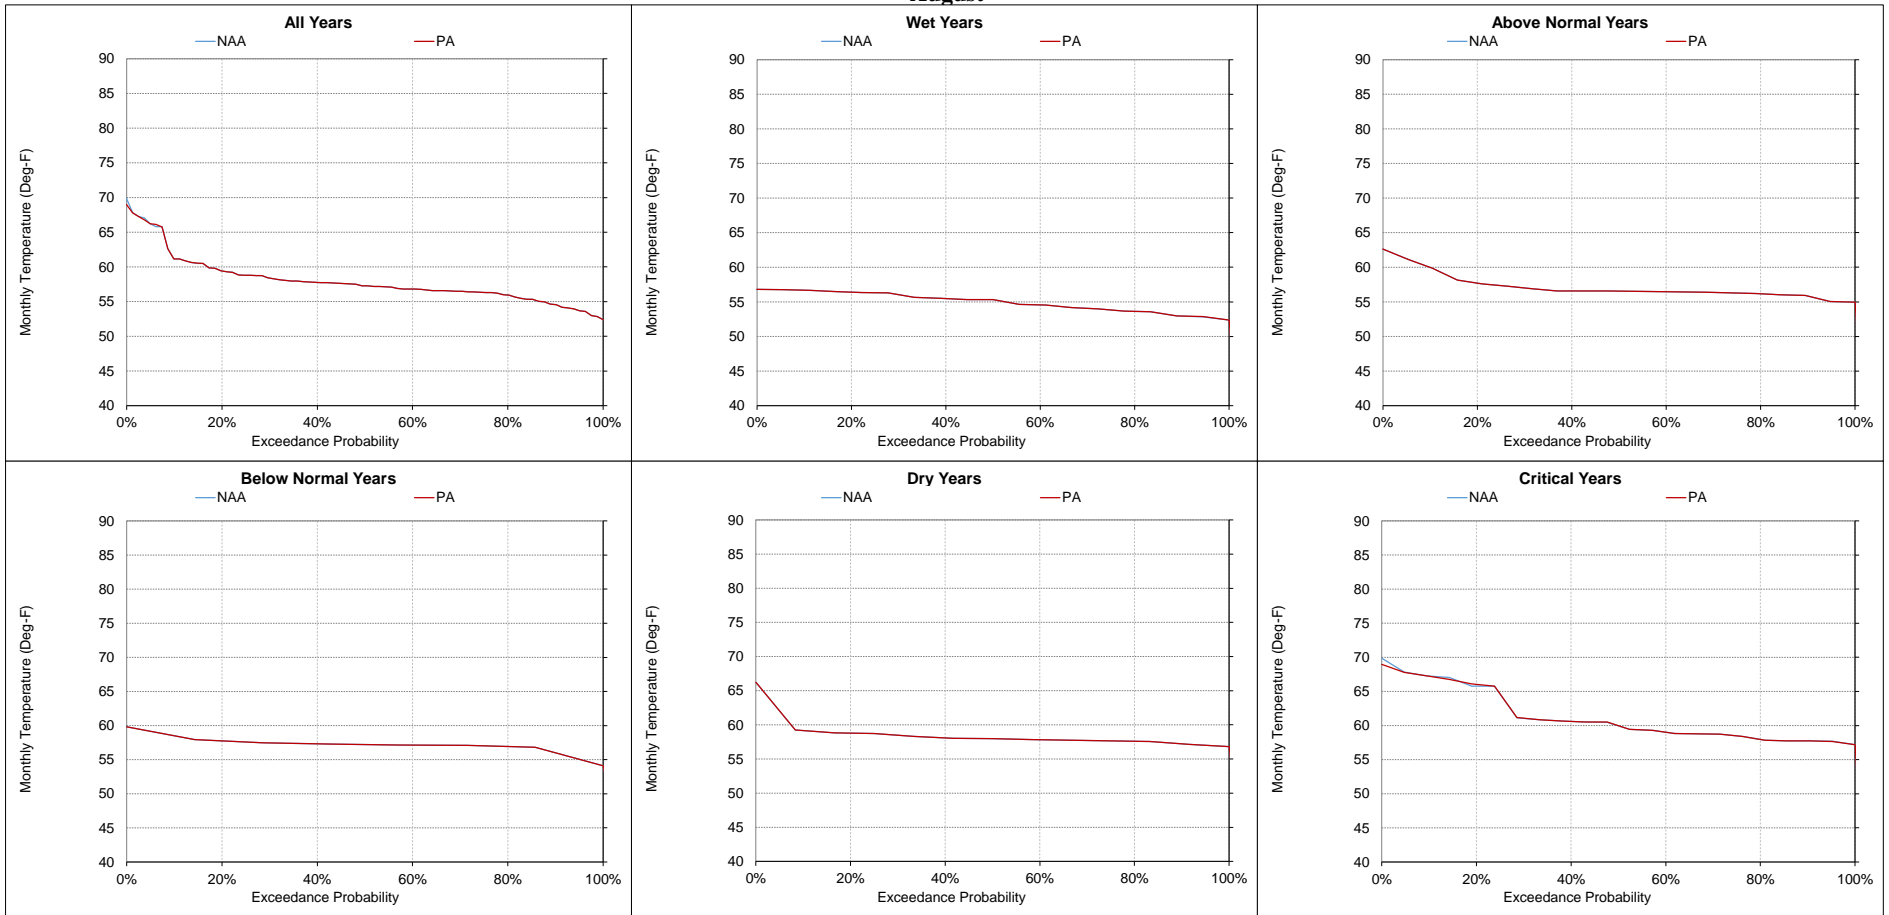 August
All Years
NAA PA
90
85
80
75
70
65
60
55
50
45
40
Monthly Temperature (Deg-F)
0% 20% 40% 60% 80% 100%
Exceedance Probability
Wet Years
NAA PA
90
85
80
75
70
65
60
55
50
45
40
Monthly Temperature (Deg-F)
0% 20% 40% 60% 80% 100%
Exceedance Probability
Above Normal Years
NAA PA
90
85
80
75
70
65
60
55
50
45
40
Monthly Temperature (Deg-F)
0% 20% 40% 60% 80% 100%
Exceedance Probability
Below Normal Years
NAA PA
90
85
80
75
70
65
60
55
50
45
40
Monthly Temperature (Deg-F)
0% 20% 40% 60% 80% 100%
Exceedance Probability
Dry Years
NAA PA
90
85
80
75
70
65
60
55
50
45
40
Monthly Temperature (Deg-F)
0% 20% 40% 60% 80% 100%
Exceedance Probability
Critical Years
NAA PA
90
85
80
75
70
65
60
55
50
45
40
Monthly Temperature (Deg-F)
0% 20% 40% 60% 80% 100%
Exceedance Probability